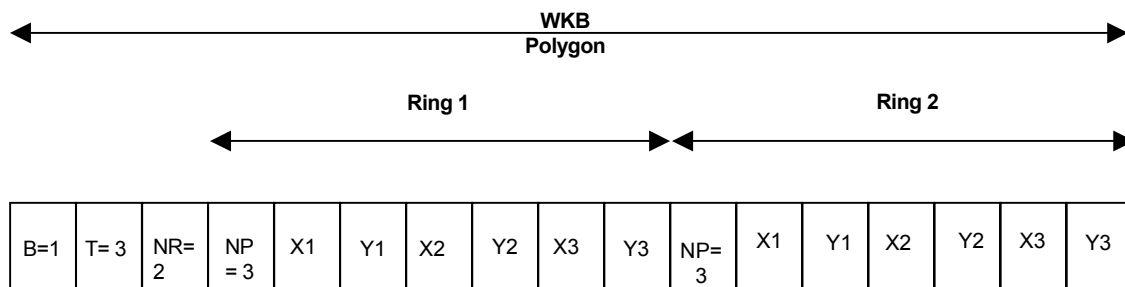 WKB
Polygon
Ring 1
Ring 2
B=1
T= 3
NR=
2
NP
= 3
X1
Y1
X2
Y2
X3
Y3
NP=
3
X1
Y1
X2
Y2
X3
Y3